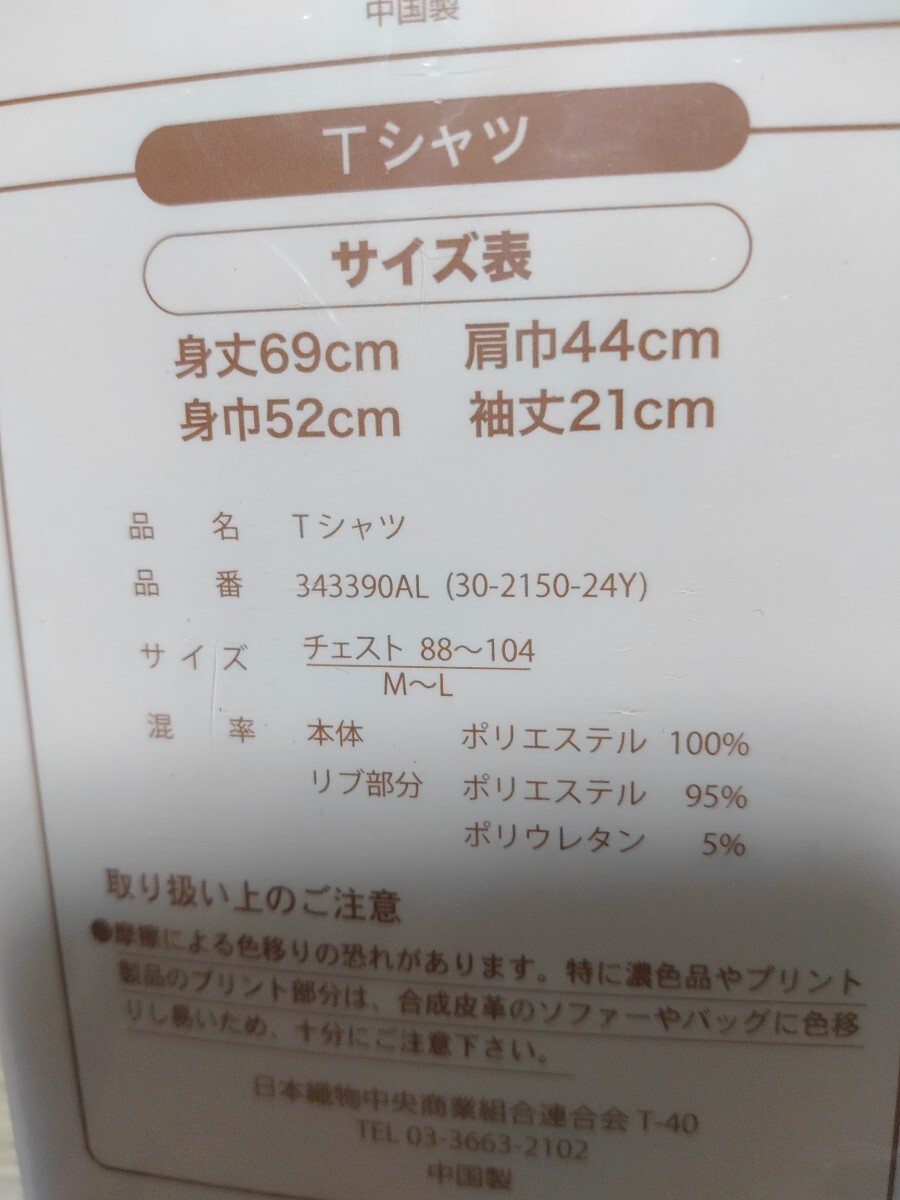 中国製
Tシャツ
サイズ表
身丈69cm 肩巾44cm
身巾52cm 袖丈21cm
品名 Tシャツ
品番 343390AL (30-2150-24Y)
サイズ チェスト 88〜104
M〜L
混率 本体 ポリエステル 100%
リブ部分 ポリエステル 95%
ポリウレタン 5%
取り扱い上のご注意
●摩擦による色移りの恐れがあります。特に濃色品やプリント
製品のプリント部分は、合成皮革のソファーやバッグに色移
りし易いため、十分にご注意下さい。
日本織物中央商業組合連合会 T-40
TEL 03-3663-2102
中国製